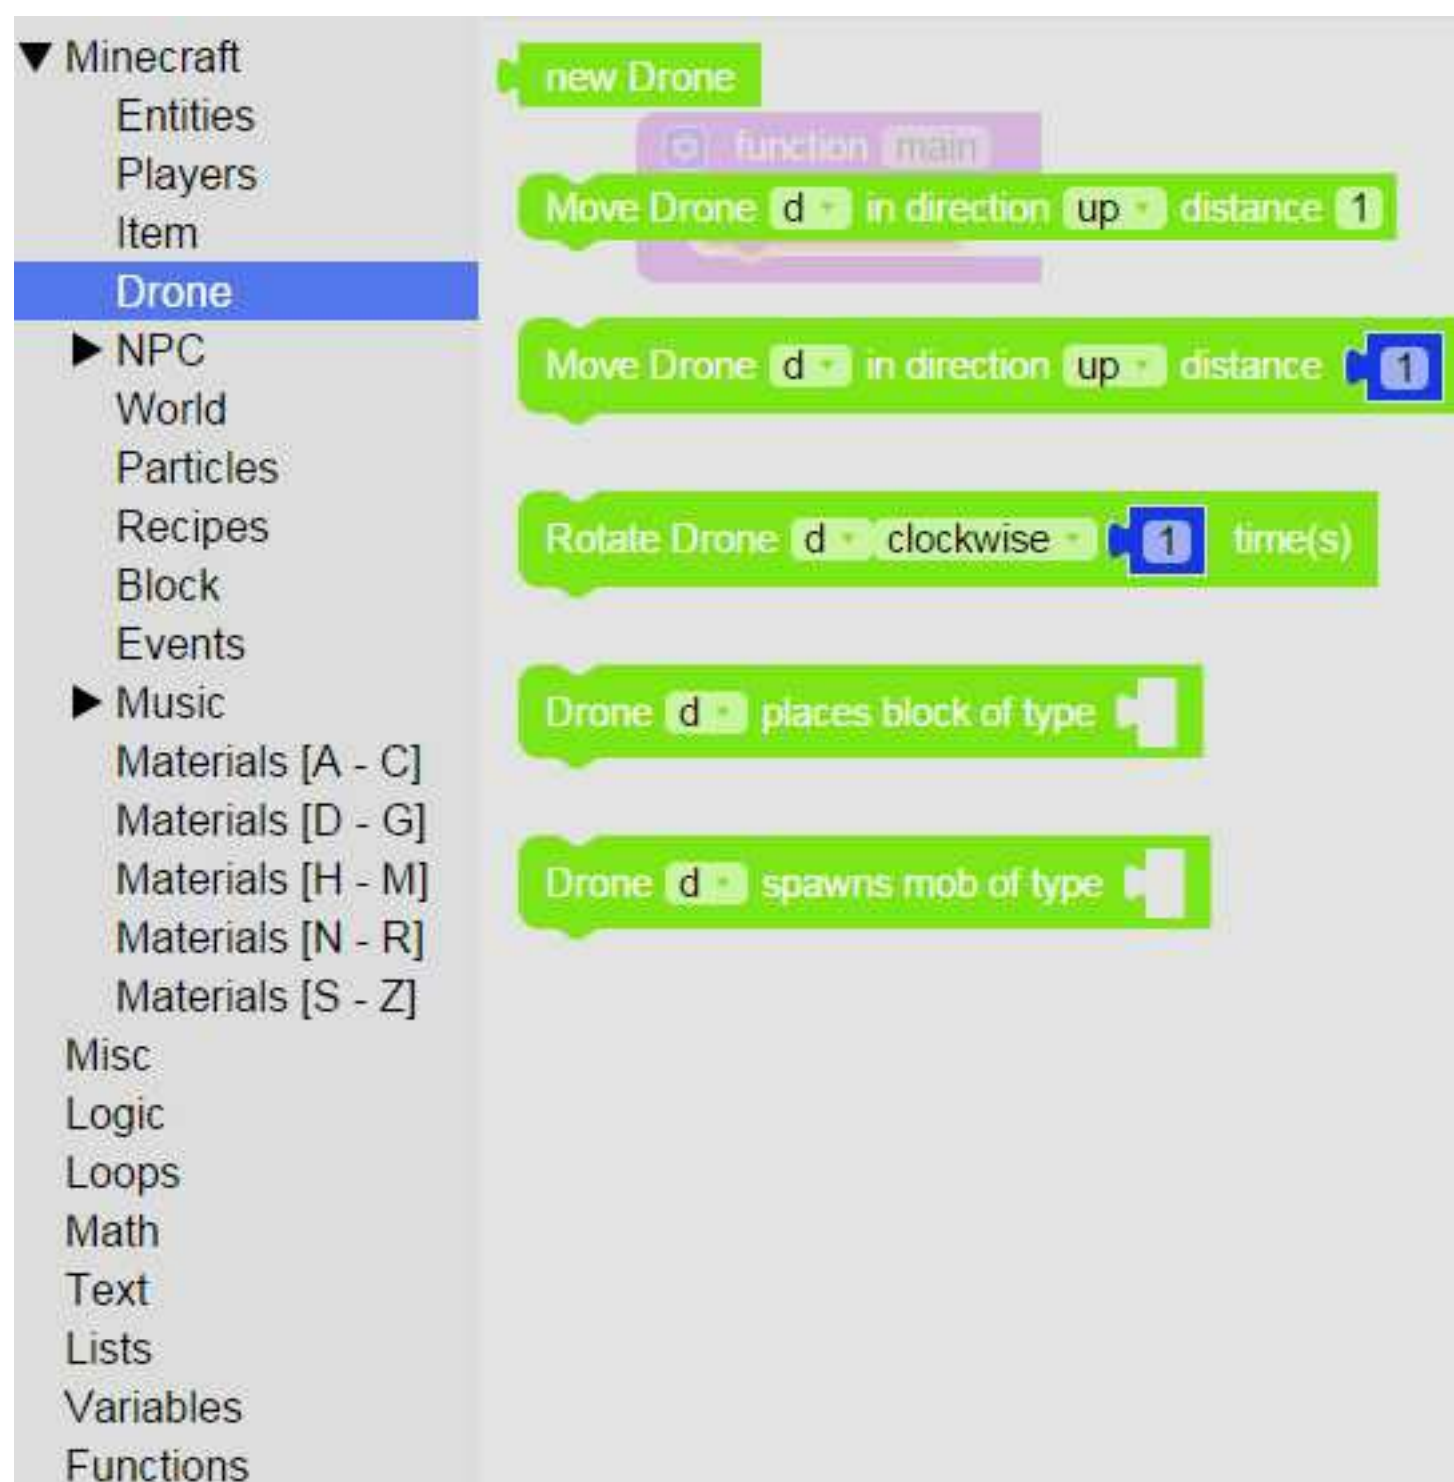 ▼ Minecraft
Entities
Players
Item
Drone
▶ NPC
World
Particles
Recipes
Block
Events
▶ Music
Materials [A - C]
Materials [D - G]
Materials [H - M]
Materials [N - R]
Materials [S - Z]
Misc
Logic
Loops
Math
Text
Lists
Variables
Functions
new Drone
function main
Move Drone d in direction up distance 1
Move Drone d in direction up distance 1
Rotate Drone d clockwise 1 time(s)
Drone d places block of type
Drone d spawns mob of type